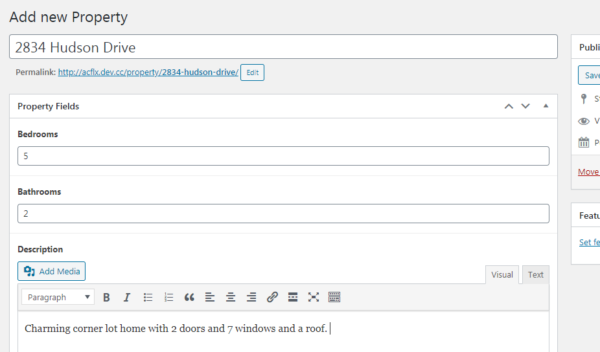 Add new Property
2834 Hudson Drive
Publi
Permalink: http://acflx.dev.cc/property/2834-hudson-drive/ Edit
Save
Property Fields
St
Bedrooms
V
5
P
Move
Bathrooms
2
Featu
Set fe
Description
Add Media
Visual Text
Paragraph B I
Charming corner lot home with 2 doors and 7 windows and a roof.